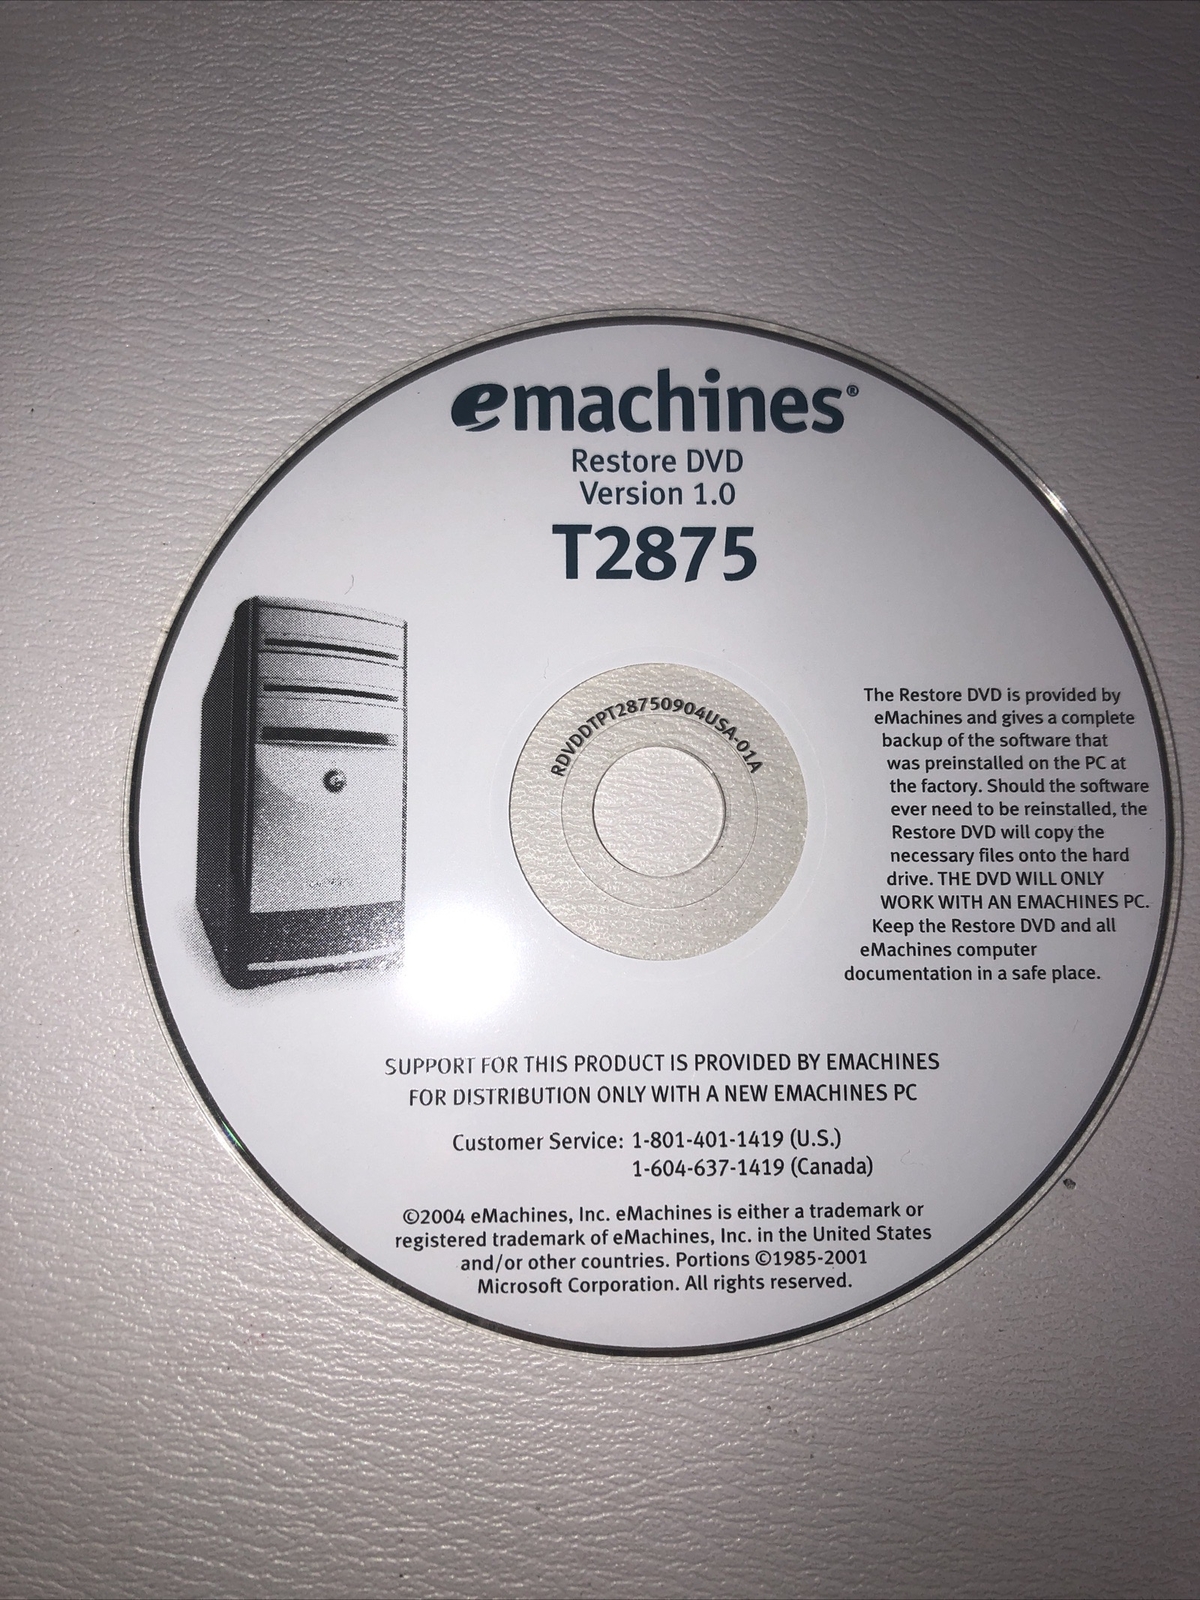 emachines®
Restore DVD
Version 1.0
T2875
RDVDDTPT28750904USA-01A
The Restore DVD is provided by
eMachines and gives a complete
backup of the software that
was preinstalled on the PC at
the factory. Should the software
ever need to be reinstalled, the
Restore DVD will copy the
necessary files onto the hard
drive. THE DVD WILL ONLY
WORK WITH AN EMACHINES PC.
Keep the Restore DVD and all
eMachines computer
documentation in a safe place.
SUPPORT FOR THIS PRODUCT IS PROVIDED BY EMACHINES
FOR DISTRIBUTION ONLY WITH A NEW EMACHINES PC
Customer Service: 1-801-401-1419 (U.S.)
1-604-637-1419 (Canada)
©2004 eMachines, Inc. eMachines is either a trademark or
registered trademark of eMachines, Inc. in the United States
and/or other countries. Portions ©1985-2001
Microsoft Corporation. All rights reserved.